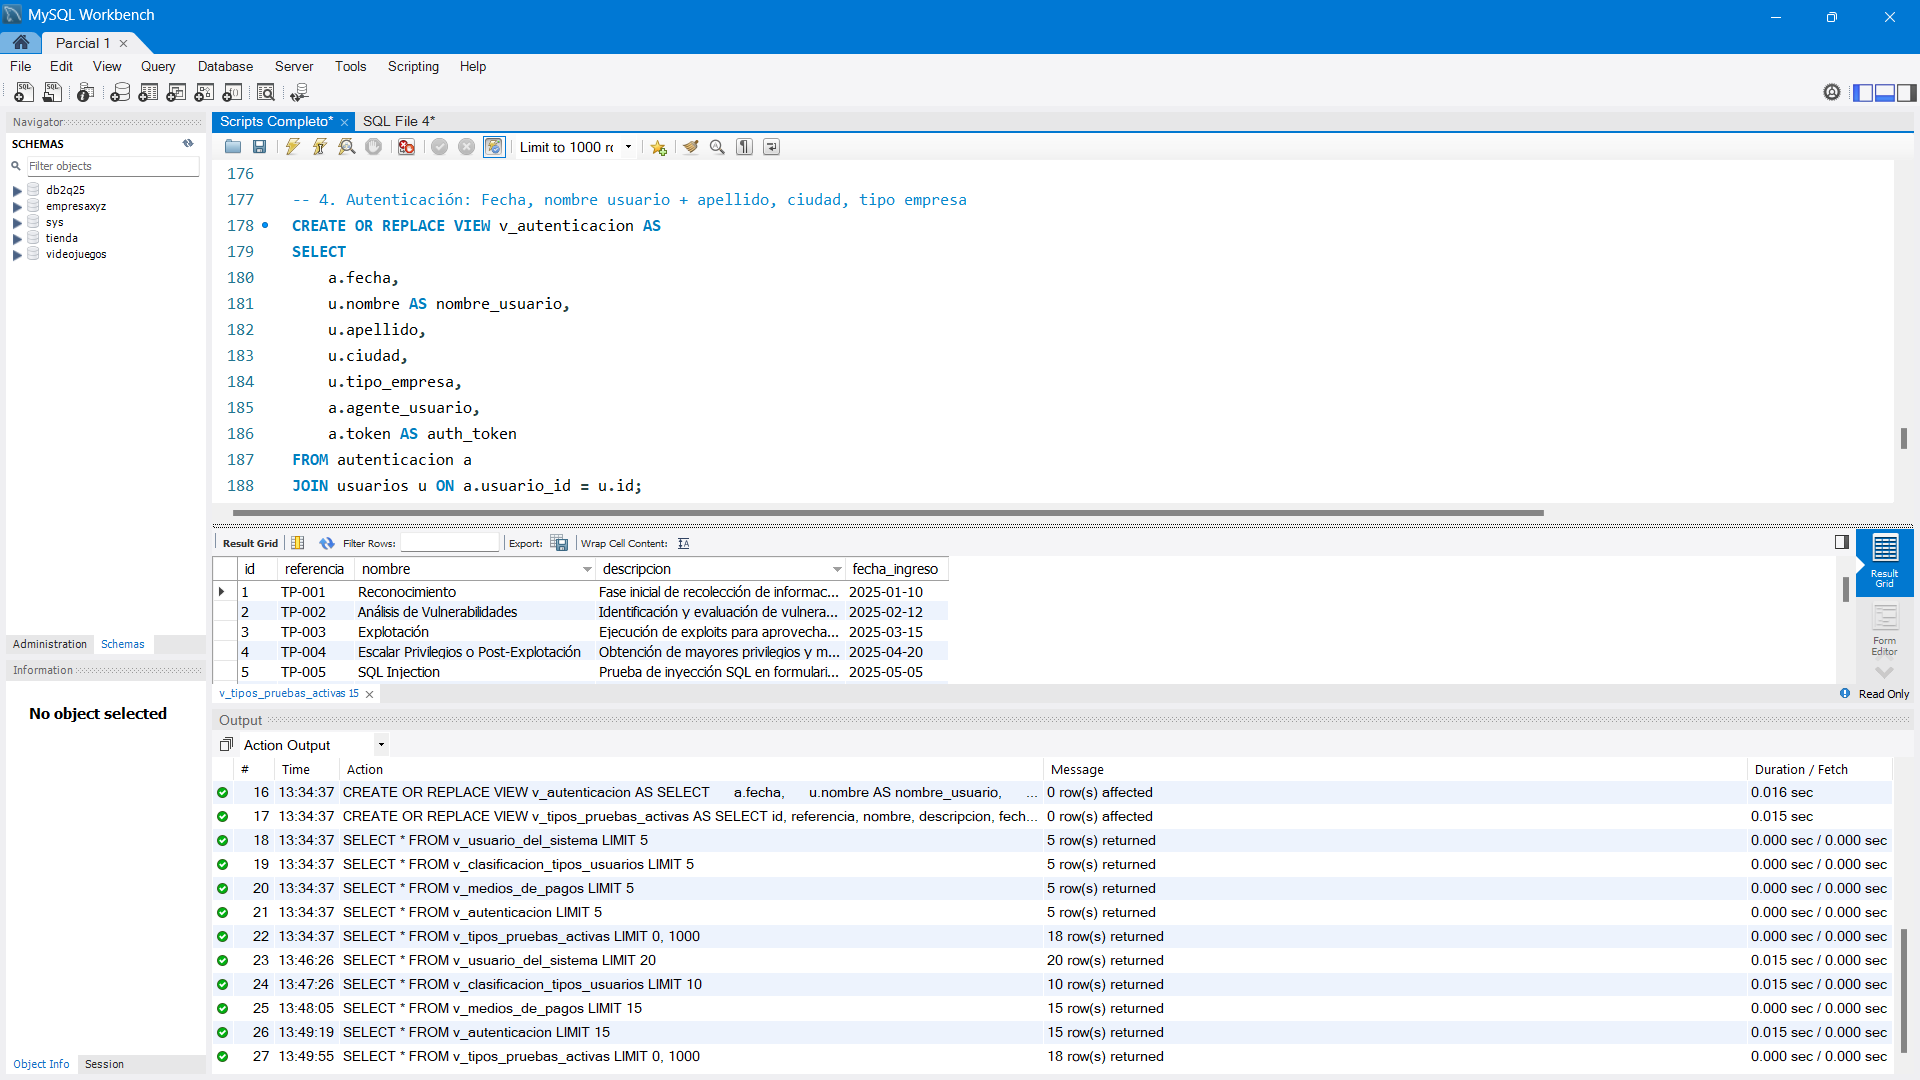 MySQL Workbench
Parcial 1
File Edit View Query Database Server Tools Scripting Help
Navigator
SCHEMAS
Filter objects
db2q25
empresaxyz
sys
tienda
videojuegos
Administration Schemas
Information
No object selected
Object Info Session
Scripts Completo* SQL File 4*
Limit to 1000 rc
176
177 -- 4. Autenticación: Fecha, nombre usuario + apellido, ciudad, tipo empresa
178 CREATE OR REPLACE VIEW v_autenticacion AS
179 SELECT
180 a.fecha,
181 u.nombre AS nombre_usuario,
182 u.apellido,
183 u.ciudad,
184 u.tipo_empresa,
185 a.agente_usuario,
186 a.token AS auth_token
187 FROM autenticacion a
188 JOIN usuarios u ON a.usuario_id = u.id;
Result Grid Filter Rows: Export: Wrap Cell Content:
id referencia nombre descripcion fecha_ingreso
1 TP-001 Reconocimiento Fase inicial de recolección de informac... 2025-01-10
2 TP-002 Análisis de Vulnerabilidades Identificación y evaluación de vulnera... 2025-02-12
3 TP-003 Explotación Ejecución de exploits para aprovecha... 2025-03-15
4 TP-004 Escalar Privilegios o Post-Explotación Obtención de mayores privilegios y m... 2025-04-20
5 TP-005 SQL Injection Prueba de inyección SQL en formulari... 2025-05-05
Result Grid
Form Editor
v_tipos_pruebas_activas 15
Read Only
Output
Action Output
# Time Action Message Duration / Fetch
16 13:34:37 CREATE OR REPLACE VIEW v_autenticacion AS SELECT a.fecha, u.nombre AS nombre_usuario, ... 0 row(s) affected 0.016 sec
17 13:34:37 CREATE OR REPLACE VIEW v_tipos_pruebas_activas AS SELECT id, referencia, nombre, descripcion, fech... 0 row(s) affected 0.015 sec
18 13:34:37 SELECT * FROM v_usuario_del_sistema LIMIT 5 5 row(s) returned 0.000 sec / 0.000 sec
19 13:34:37 SELECT * FROM v_clasificacion_tipos_usuarios LIMIT 5 5 row(s) returned 0.000 sec / 0.000 sec
20 13:34:37 SELECT * FROM v_medios_de_pagos LIMIT 5 5 row(s) returned 0.000 sec / 0.000 sec
21 13:34:37 SELECT * FROM v_autenticacion LIMIT 5 5 row(s) returned 0.000 sec / 0.000 sec
22 13:34:37 SELECT * FROM v_tipos_pruebas_activas LIMIT 0, 1000 18 row(s) returned 0.000 sec / 0.000 sec
23 13:46:26 SELECT * FROM v_usuario_del_sistema LIMIT 20 20 row(s) returned 0.015 sec / 0.000 sec
24 13:47:26 SELECT * FROM v_clasificacion_tipos_usuarios LIMIT 10 10 row(s) returned 0.015 sec / 0.000 sec
25 13:48:05 SELECT * FROM v_medios_de_pagos LIMIT 15 15 row(s) returned 0.000 sec / 0.000 sec
26 13:49:19 SELECT * FROM v_autenticacion LIMIT 15 15 row(s) returned 0.015 sec / 0.000 sec
27 13:49:55 SELECT * FROM v_tipos_pruebas_activas LIMIT 0, 1000 18 row(s) returned 0.000 sec / 0.000 sec